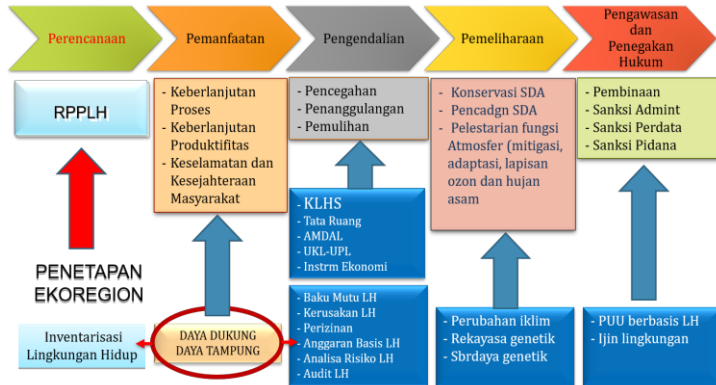 Perencanaan
Pemanfaatan
Pengendalian
Pemeliharaan
Pengawasan
dan
Penegakan
Hukum
RPPLH
PENETAPAN
EKOREGION
Inventarisasi
Lingkungan Hidup
- Keberlanjutan
Proses
- Keberlanjutan
Produktifitas
- Keselamatan dan
Kesejahteraan
Masyarakat
DAYA DUKUNG
DAYA TAMPUNG
- Pencegahan
- Penanggulangan
- Pemulihan
- KLHS
- Tata Ruang
- AMDAL
- UKL-UPL
- Instrm Ekonomi
- Baku Mutu LH
- Kerusakan LH
- Perizinan
- Anggaran Basis LH
- Analisa Risiko LH
- Audit LH
- Konservasi SDA
- Pencadgn SDA
- Pelestarian fungsi
Atmosfer (mitigasi,
adaptasi, lapisan
ozon dan hujan
asam
- Perubahan iklim
- Rekayasa genetik
- Sbrdaya genetik
- Pembinaan
- Sanksi Admint
- Sanksi Perdata
- Sanksi Pidana
- PUU berbasis LH
- Ijin lingkungan